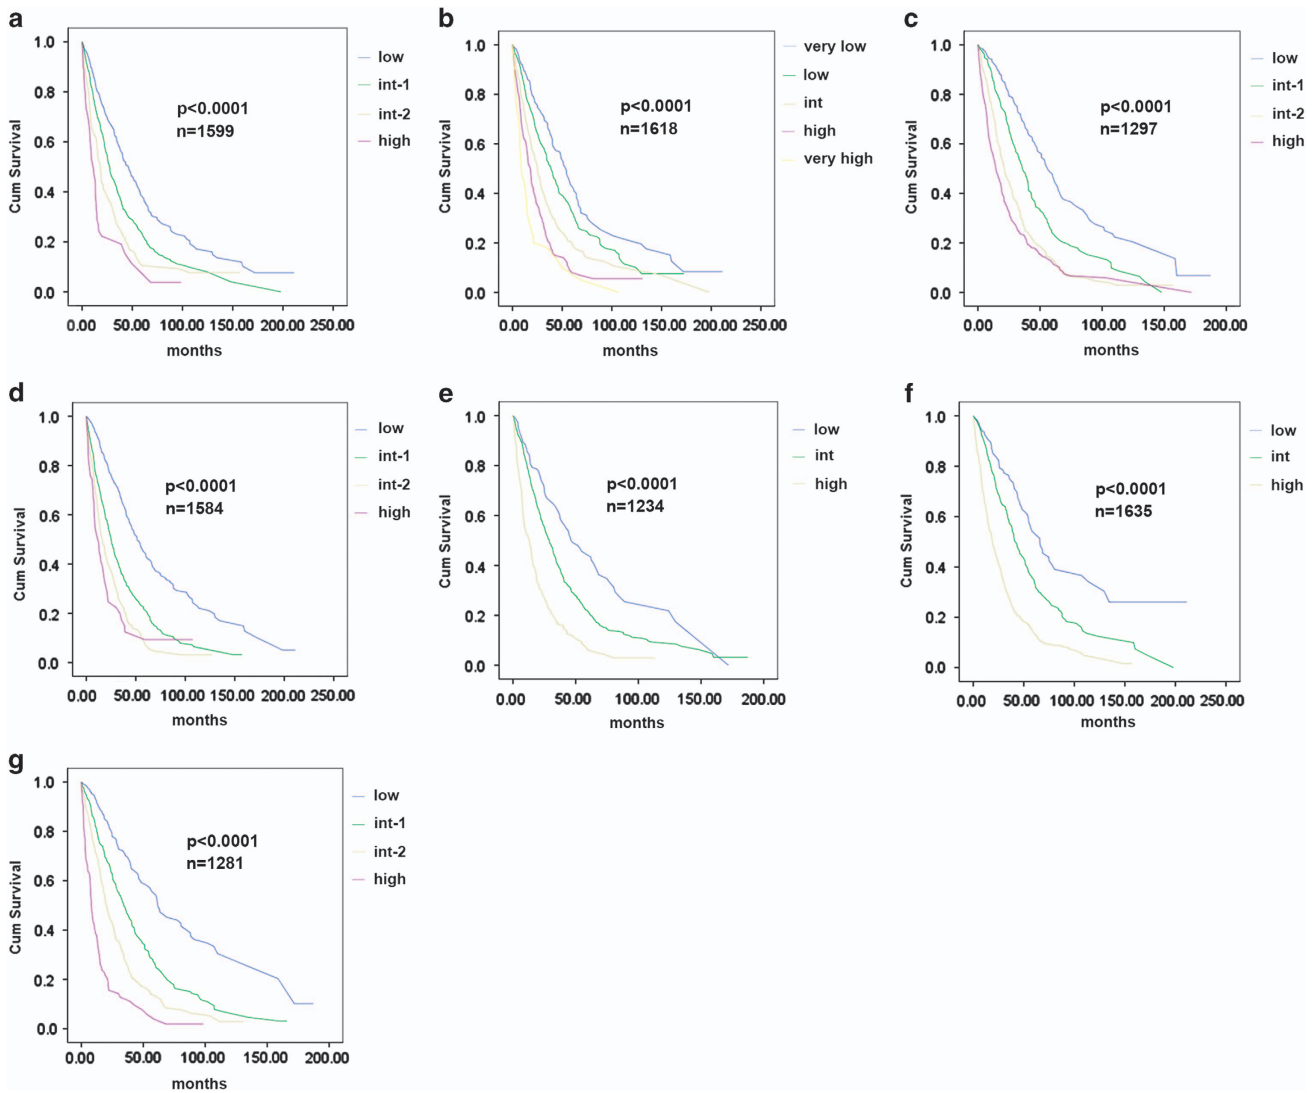 a
1.0
0.8
0.6
0.4
0.2
0.0
Cum Survival
0.00 50.00 100.00 150.00 200.00 250.00
months
p<0.0001
n=1599
low
int-1
int-2
high
b
1.0
0.8
0.6
0.4
0.2
0.0
Cum Survival
0.00 50.00 100.00 150.00 200.00 250.00
months
p<0.0001
n=1618
very low
low
int
high
very high
c
1.0
0.8
0.6
0.4
0.2
0.0
Cum Survival
0.00 50.00 100.00 150.00 200.00
months
p<0.0001
n=1297
low
int-1
int-2
high
d
1.0
0.8
0.6
0.4
0.2
0.0
Cum Survival
0.00 50.00 100.00 150.00 200.00 250.00
months
p<0.0001
n=1584
low
int-1
int-2
high
e
1.0
0.8
0.6
0.4
0.2
0.0
Cum Survival
0.00 50.00 100.00 150.00 200.00
months
p<0.0001
n=1234
low
int
high
f
1.0
0.8
0.6
0.4
0.2
0.0
Cum Survival
0.00 50.00 100.00 150.00 200.00 250.00
months
p<0.0001
n=1635
low
int
high
g
1.0
0.8
0.6
0.4
0.2
0.0
Cum Survival
0.00 50.00 100.00 150.00 200.00
months
p<0.0001
n=1281
low
int-1
int-2
high